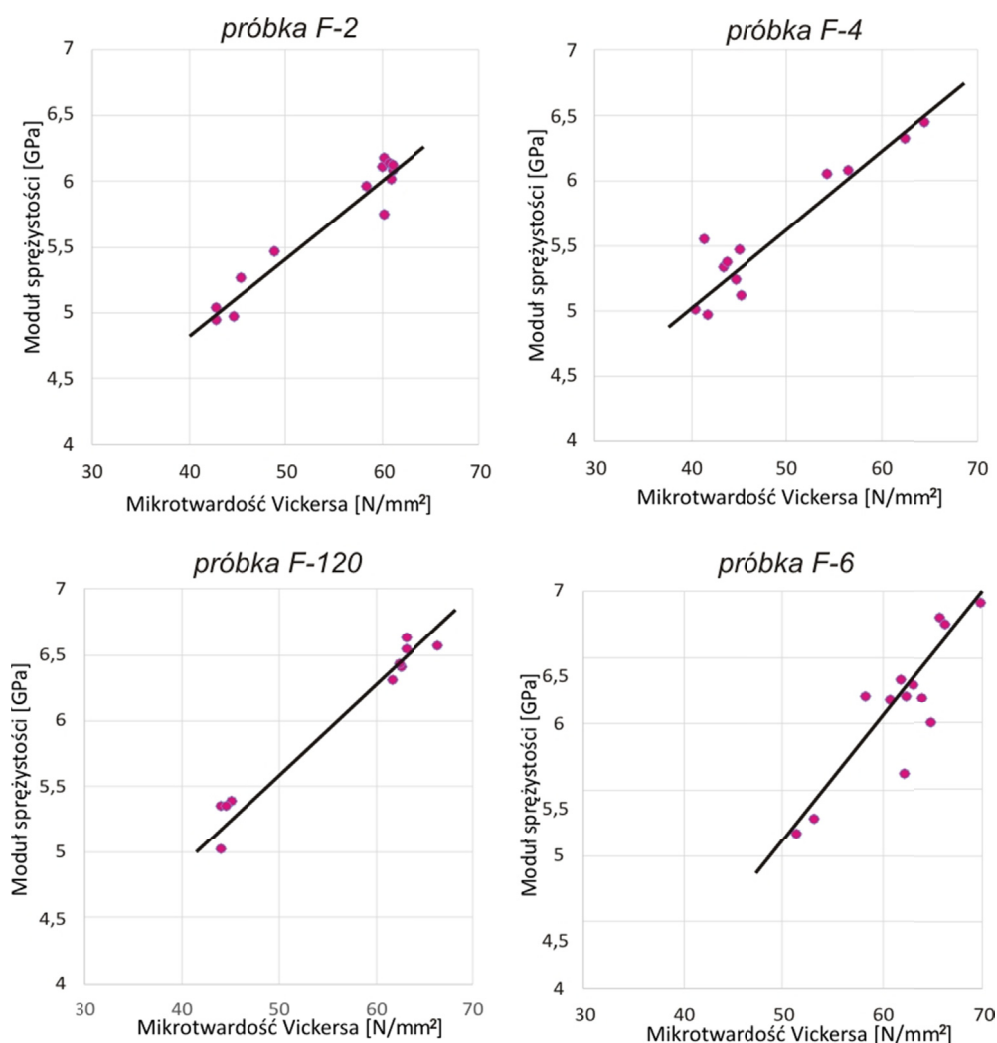 próbka F-2
7
6,5
6
5,5
5
4,5
4
Moduł sprężystości [GPa]
30 40 50 60 70
Mikrotwardość Vickersa [N/mm²]
próbka F-4
7
6,5
6
5,5
5
4,5
4
Moduł sprężystości [GPa]
30 40 50 60 70
Mikrotwardość Vickersa [N/mm²]
próbka F-120
7
6,5
6
5,5
5
4,5
4
Moduł sprężystości [GPa]
30 40 50 60 70
Mikrotwardość Vickersa [N/mm²]
próbka F-6
7
6,5
6
5,5
5
4,5
4
Moduł sprężystości [GPa]
30 40 50 60 70
Mikrotwardość Vickersa [N/mm²]